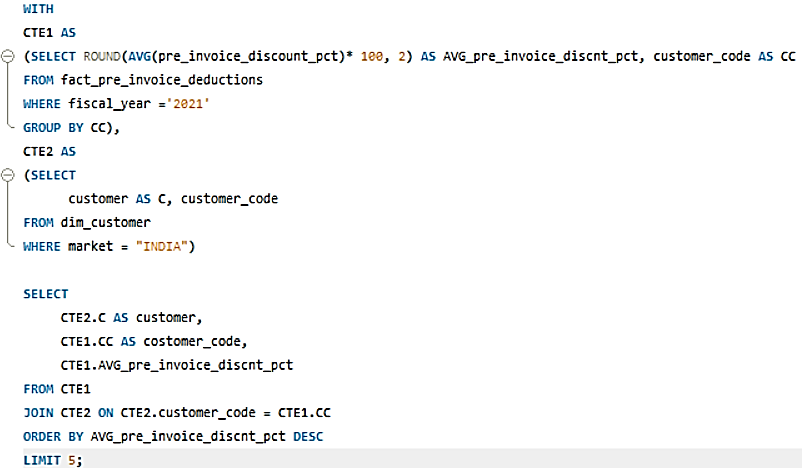 WITH
CTE1 AS
(SELECT ROUND(AVG(pre_invoice_discount_pct)* 100, 2) AS AVG_pre_invoice_discnt_pct, customer_code AS CC
FROM fact_pre_invoice_deductions
WHERE fiscal_year ='2021'
GROUP BY CC),
CTE2 AS
(SELECT
customer AS C, customer_code
FROM dim_customer
WHERE market = "INDIA")
SELECT
CTE2.C AS customer,
CTE1.CC AS costomer_code,
CTE1.AVG_pre_invoice_discnt_pct
FROM CTE1
JOIN CTE2 ON CTE2.customer_code = CTE1.CC
ORDER BY AVG_pre_invoice_discnt_pct DESC
LIMIT 5;